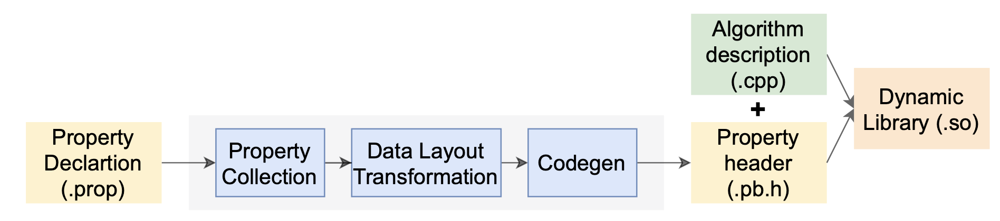 Property
Declartion
(.prop)
Property
Collection
Data Layout
Transformation
Codegen
Algorithm
description
(.cpp)
+
Property
header
(.pb.h)
Dynamic
Library (.so)